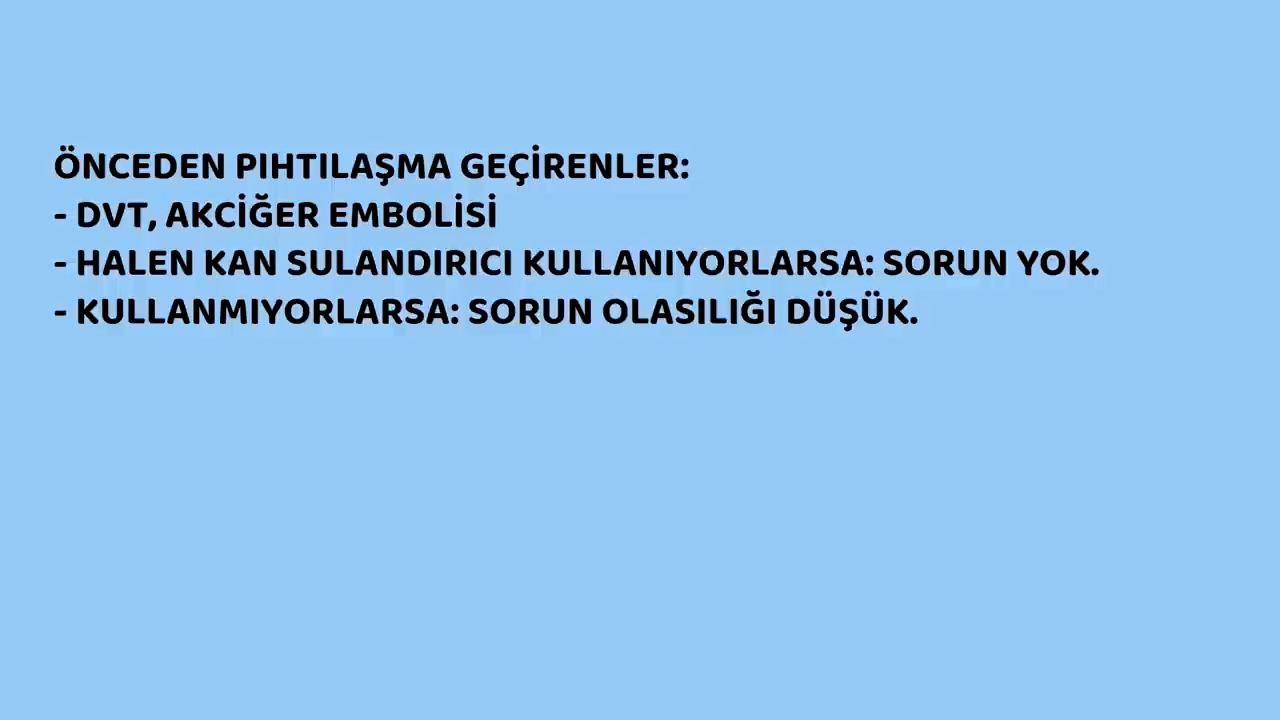 ÖNCEDEN PIHTILAŞMA GEÇİRENLER:
- DVT, AKCİĞER EMBOLİSİ
- HALEN KAN SULANDIRICI KULLANIYORLARSA: SORUN YOK.
- KULLANMIYORLARSA: SORUN OLASILIĞI DÜŞÜK.